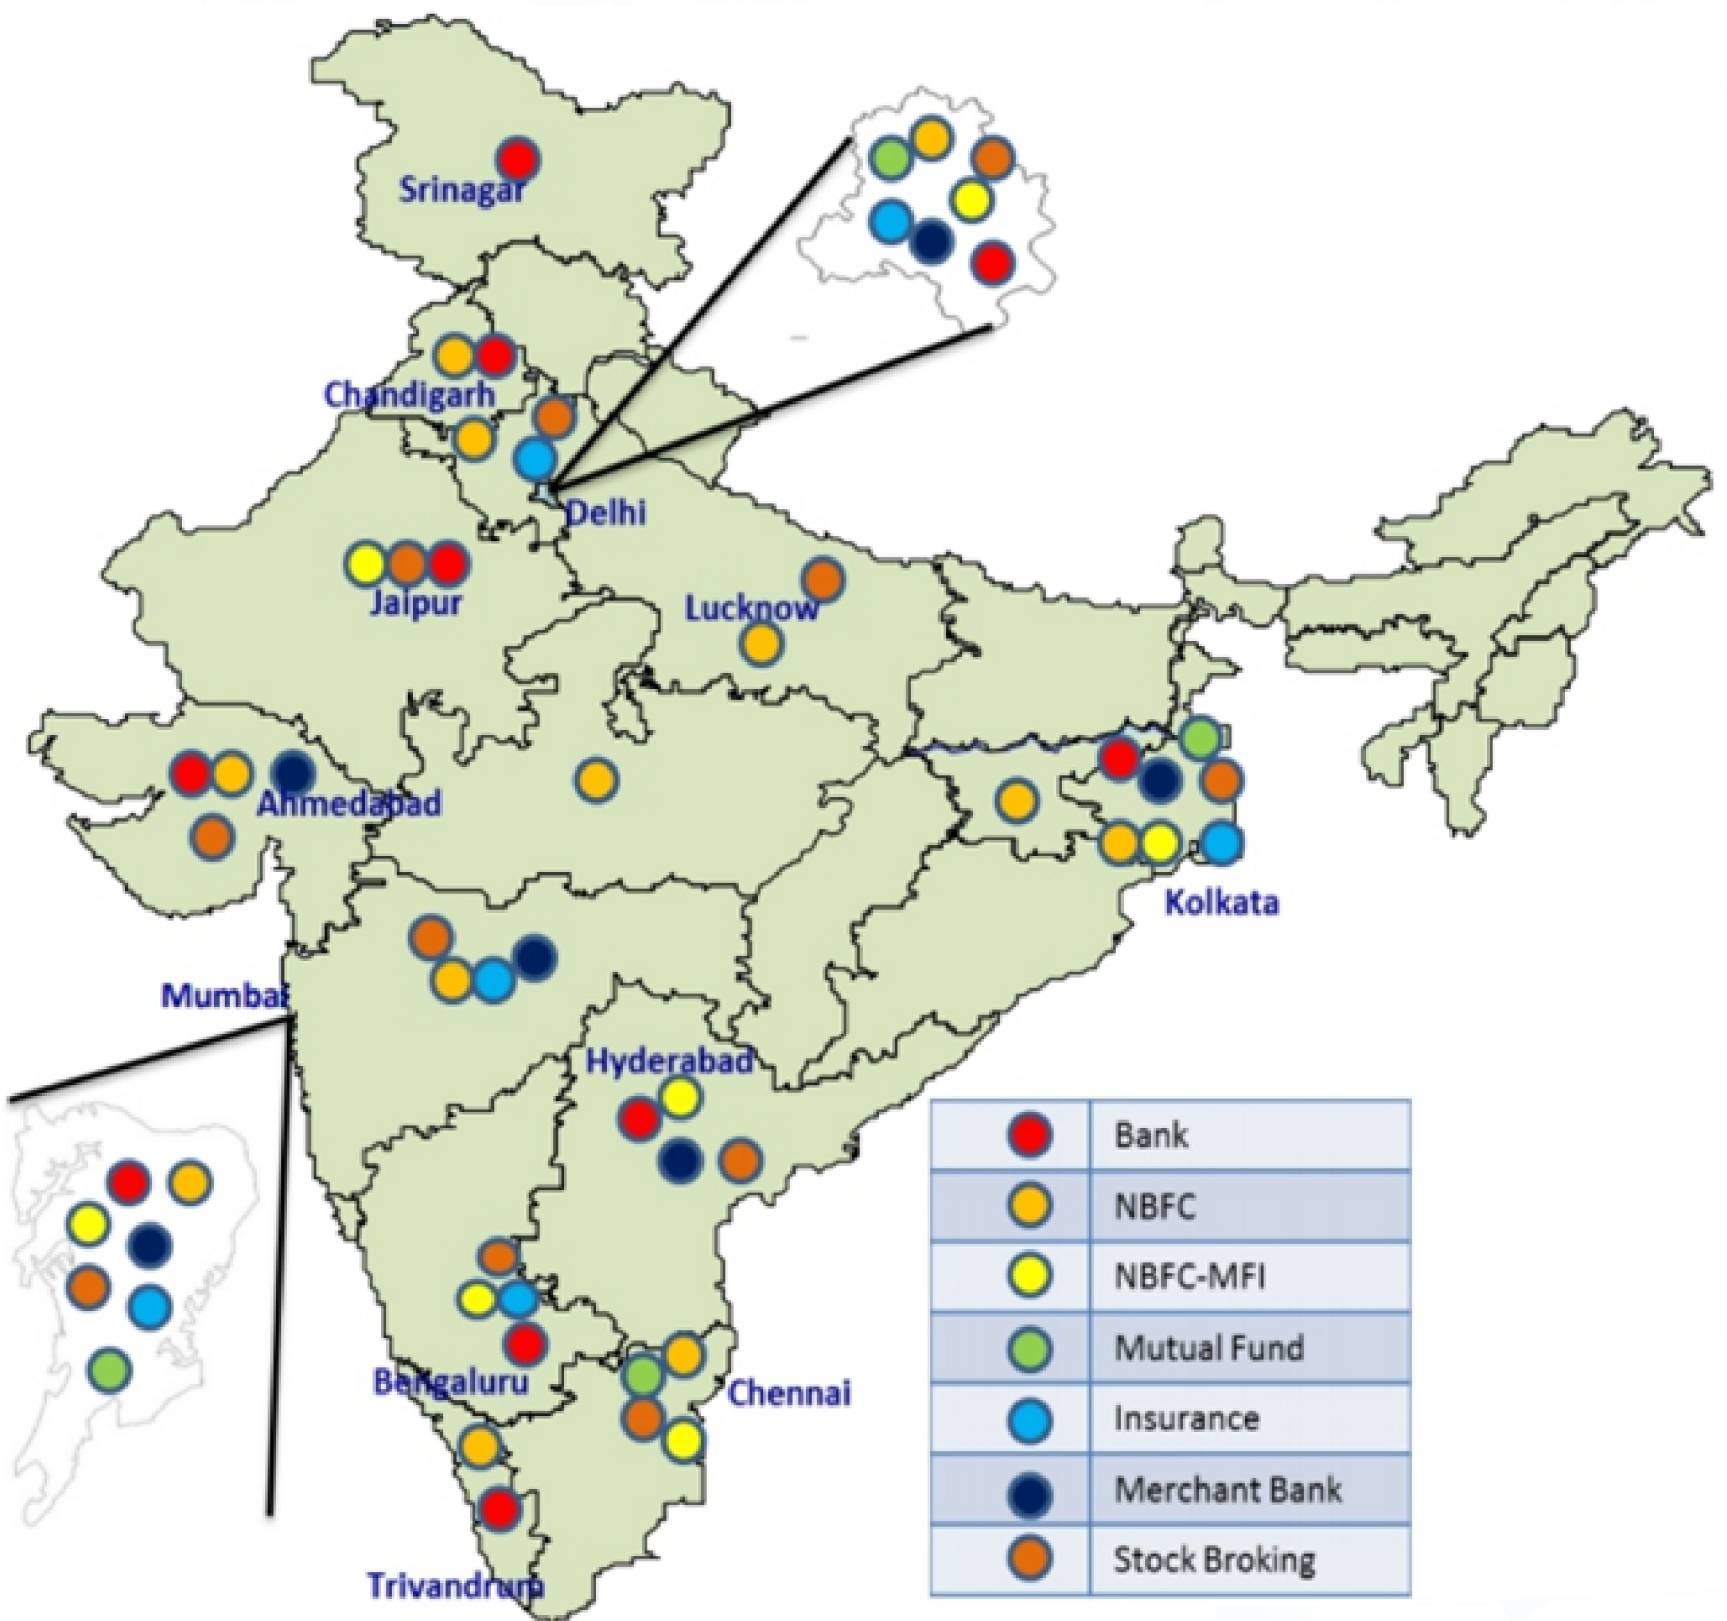 Srinagar
Chandigarh
Delhi
Jaipur
Lucknow
Ahmedabad
Kolkata
Mumbai
Hyderabad
Bengaluru
Chennai
Trivandrum
Bank
NBFC
NBFC-MFI
Mutual Fund
Insurance
Merchant Bank
Stock Broking